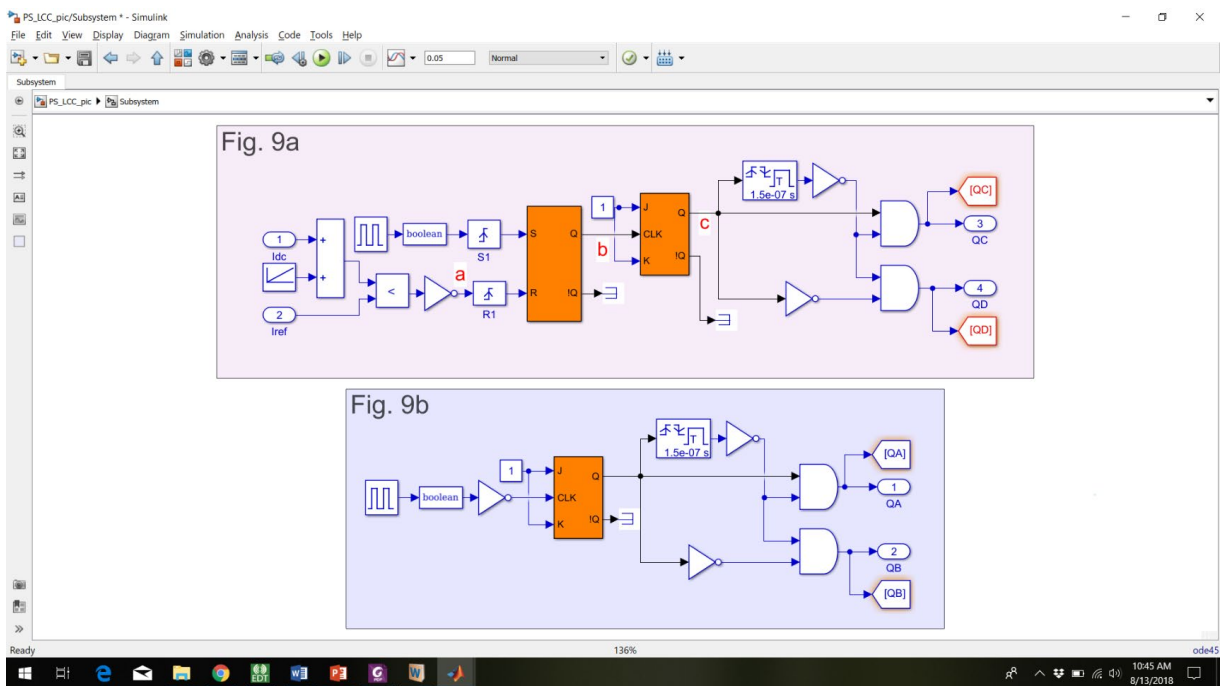 PS_LCC_pic/Subsystem * - Simulink
File Edit View Display Diagram Simulation Analysis Code Tools Help
0.05 Normal
Subsystem
PS_LCC_pic Subsystem
Fig. 9a
1
Idc
+
+
2
Iref
boolean
<
a
S1
R1
S
R
Q
!Q
b
1
J
CLK
K
Q
!Q
c
T
1.5e-07 s
[QC]
3
QC
4
QD
[QD]
Fig. 9b
boolean
1
J
CLK
K
Q
!Q
T
1.5e-07 s
[QA]
1
QA
2
QB
[QB]
Ready 136% ode45
10:45 AM
8/13/2018